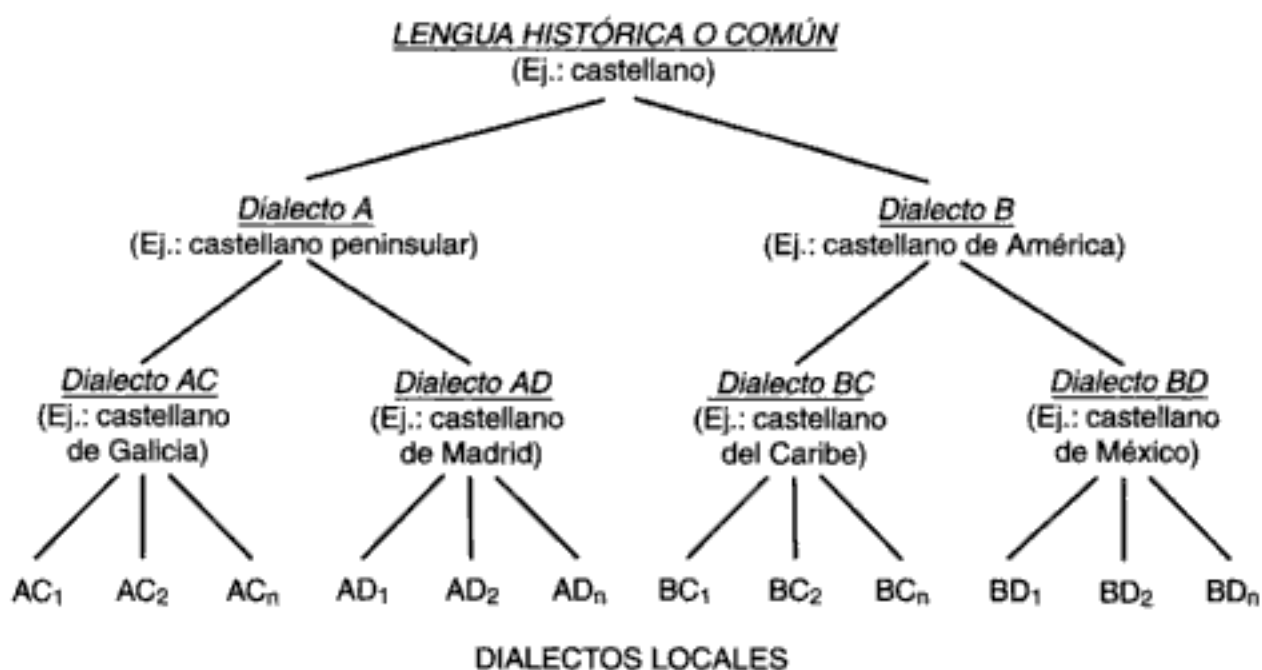 LENGUA HISTÓRICA O COMÚN
(Ej.: castellano)
Dialecto A
(Ej.: castellano peninsular)
Dialecto B
(Ej.: castellano de América)
Dialecto AC
(Ej.: castellano
de Galicia)
Dialecto AD
(Ej.: castellano
de Madrid)
Dialecto BC
(Ej.: castellano
del Caribe)
Dialecto BD
(Ej.: castellano
de México)
AC₁ AC₂ ACₙ AD₁ AD₂ ADₙ BC₁ BC₂ BCₙ BD₁ BD₂ BDₙ
DIALECTOS LOCALES